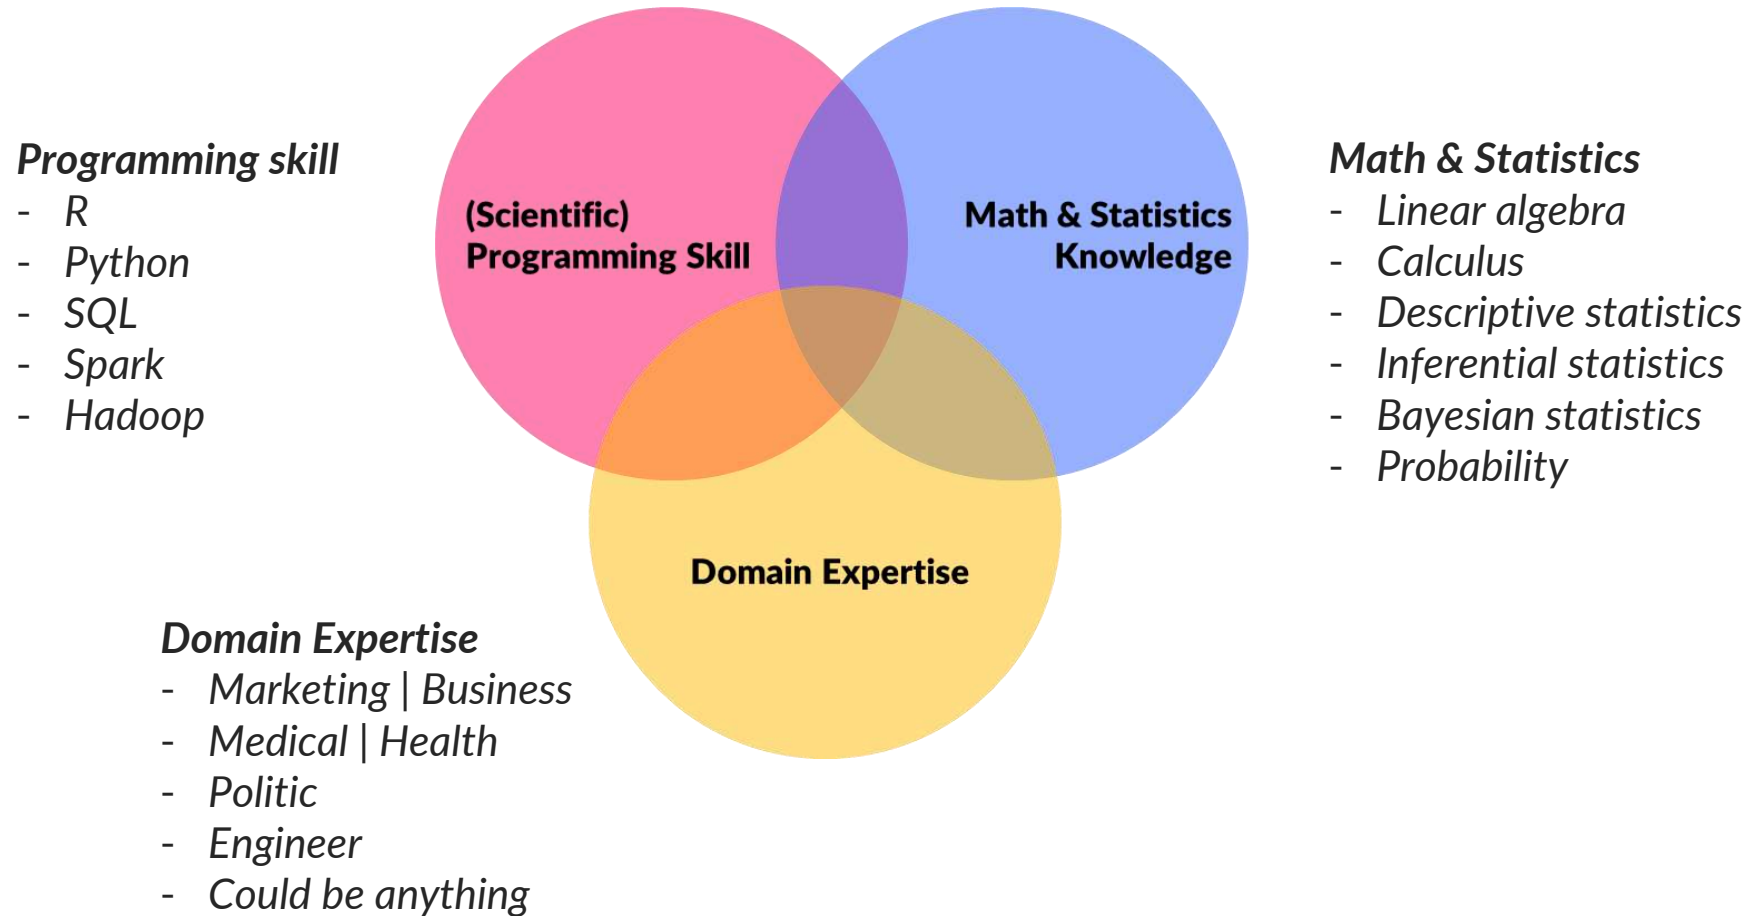 Programming skill
- R
- Python
- SQL
- Spark
- Hadoop
(Scientific)
Programming Skill
Math & Statistics
Knowledge
Math & Statistics
- Linear algebra
- Calculus
- Descriptive statistics
- Inferential statistics
- Bayesian statistics
- Probability
Domain Expertise
Domain Expertise
- Marketing | Business
- Medical | Health
- Politic
- Engineer
- Could be anything